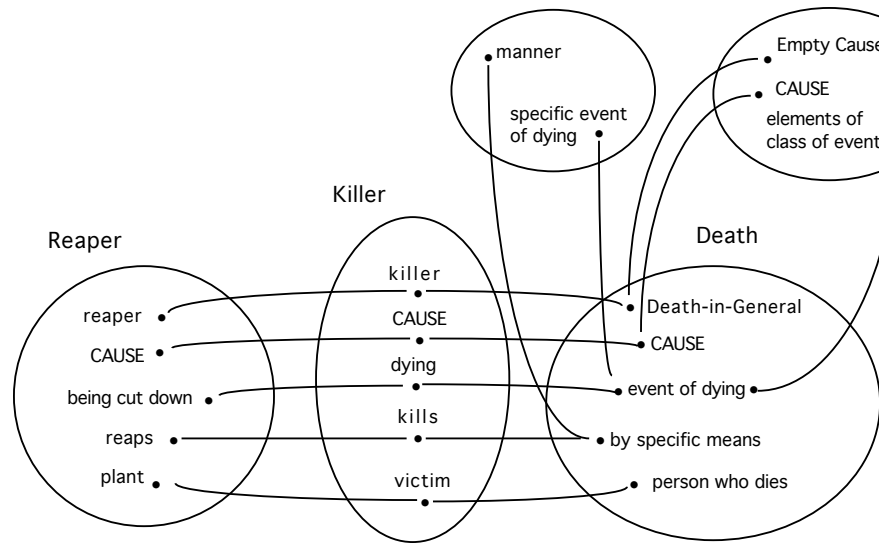 manner
specific event
of dying
Empty Cause
CAUSE
elements of
class of event
Killer
Reaper
Death
killer
reaper
Death-in-General
CAUSE
CAUSE
CAUSE
dying
being cut down
event of dying
kills
reaps
by specific means
plant
victim
person who dies